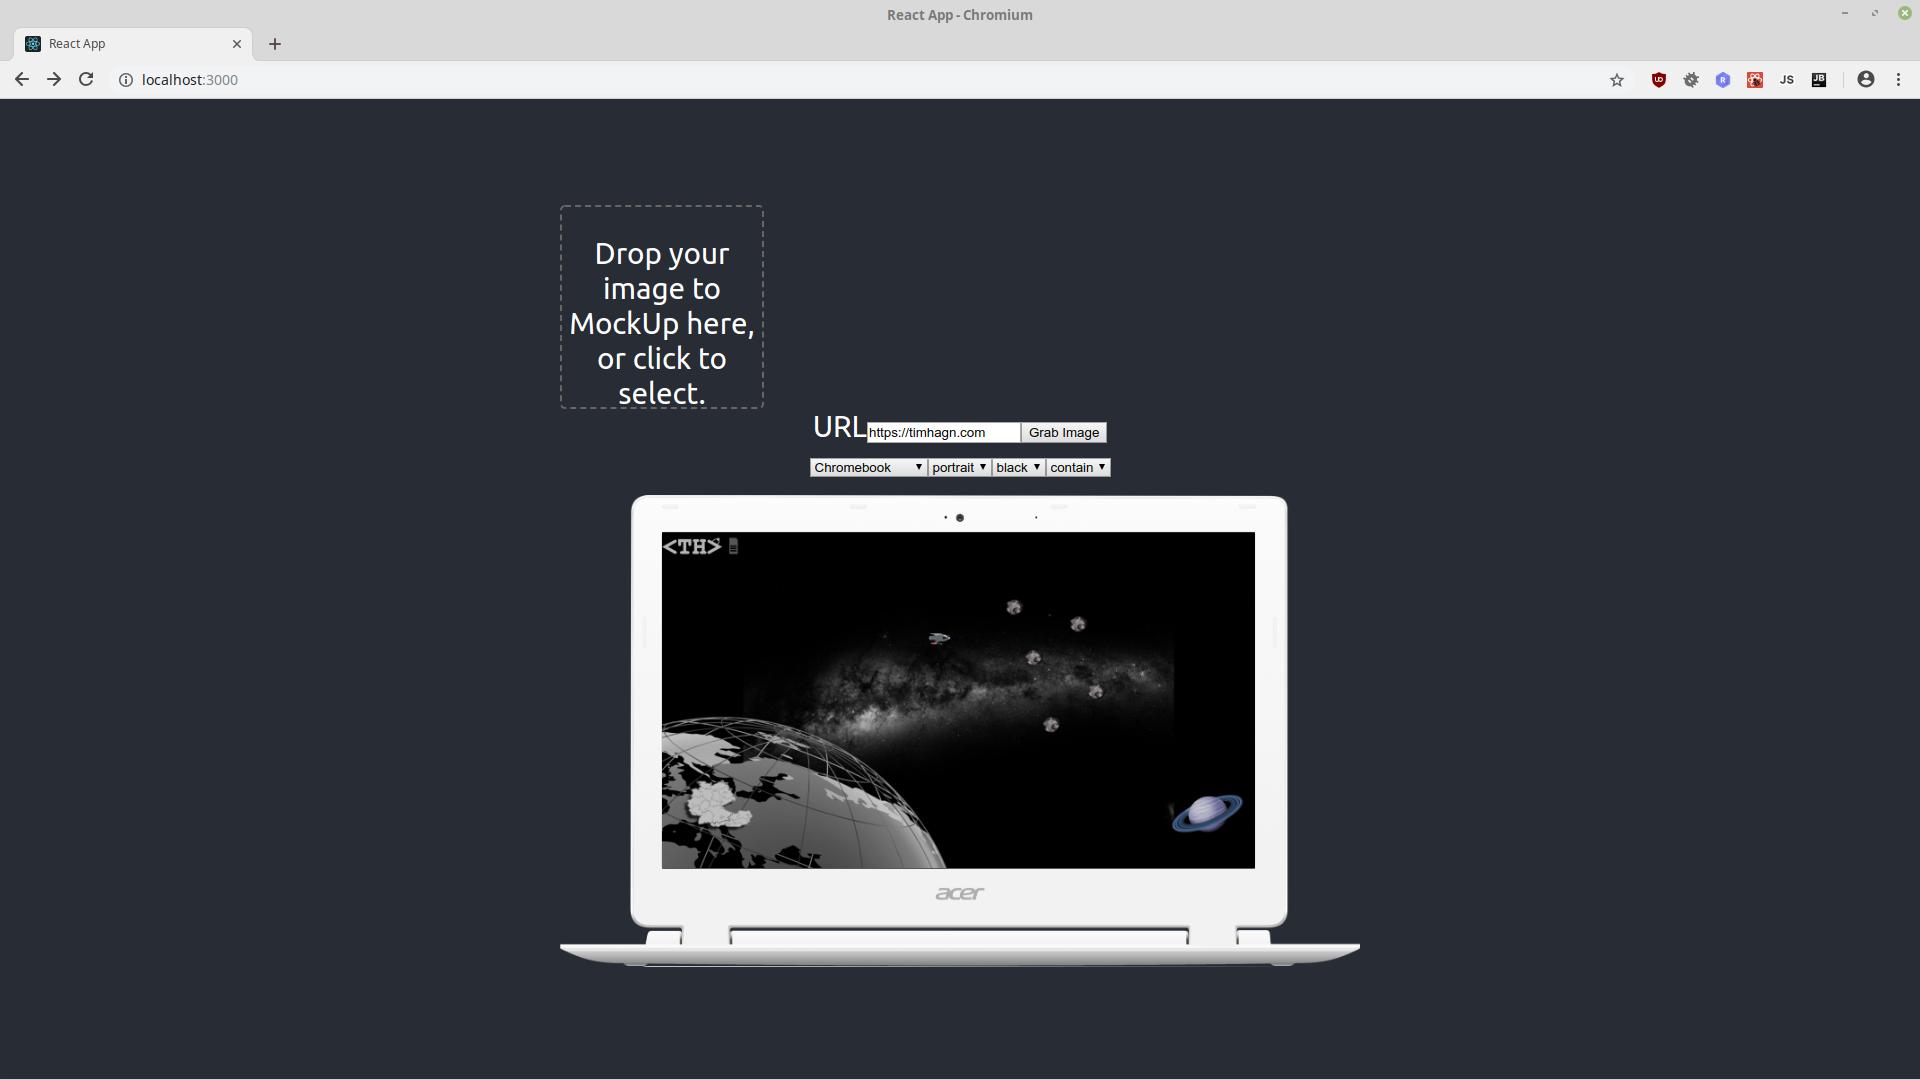 React App - Chromium
React App
localhost:3000
JS
JB
Drop your
image to
MockUp here,
or click to
select.
URL https://timhagn.com Grab Image
Chromebook portrait black contain
<TH>
acer